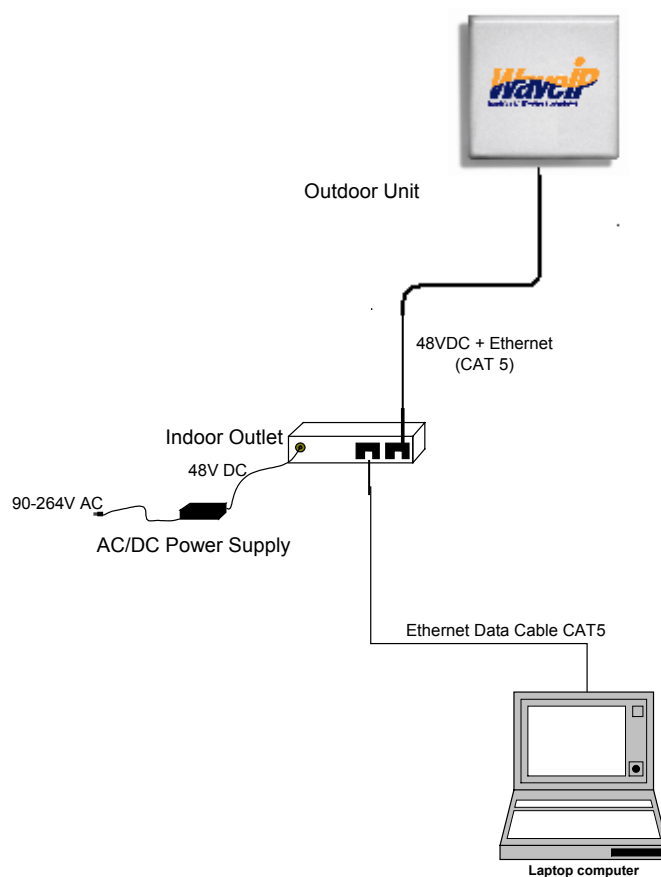 WaveIP
Outdoor Unit
48VDC + Ethernet
(CAT 5)
Indoor Outlet
48V DC
90-264V AC
AC/DC Power Supply
Ethernet Data Cable CAT5
Laptop computer